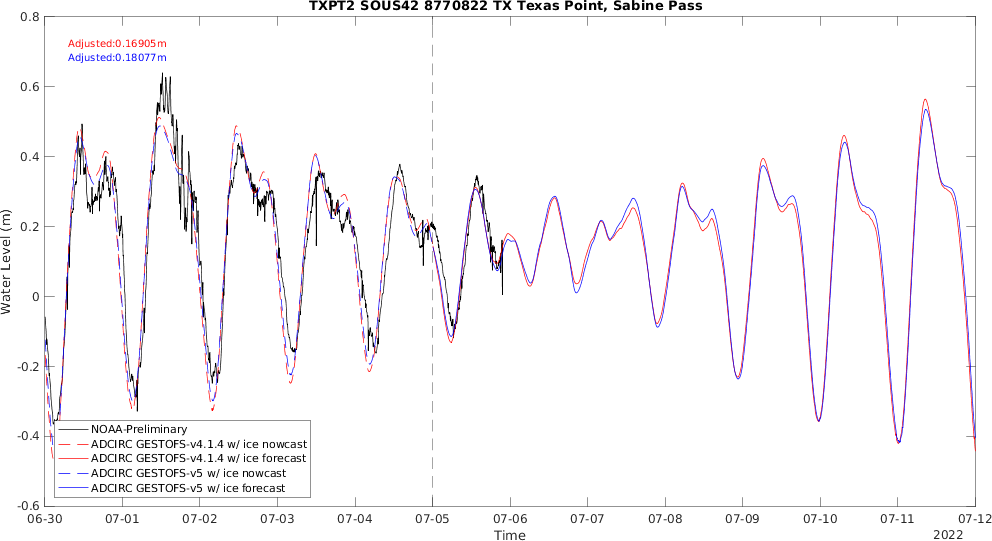 TXPT2 SOUS42 8770822 TX Texas Point, Sabine Pass
Adjusted:0.16905m
Adjusted:0.18077m
Water Level (m)
0.8
0.6
0.4
0.2
0
-0.2
-0.4
-0.6
NOAA-Preliminary
ADCIRC GESTOFS-v4.1.4 w/ ice nowcast
ADCIRC GESTOFS-v4.1.4 w/ ice forecast
ADCIRC GESTOFS-v5 w/ ice nowcast
ADCIRC GESTOFS-v5 w/ ice forecast
06-30 07-01 07-02 07-03 07-04 07-05 07-06 07-07 07-08 07-09 07-10 07-11 07-12
Time
2022